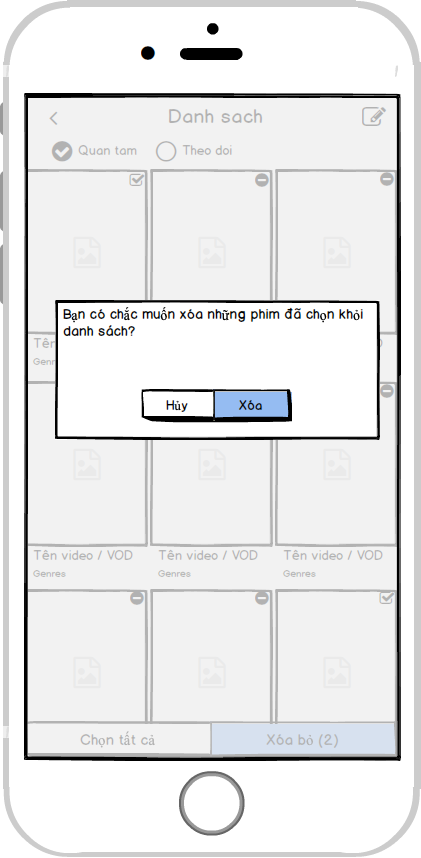 Danh sach
Quan tam
Theo doi
Bạn có chắc muốn xóa những phim đã chọn khỏi
danh sách?
Hủy
Xóa
Tên video / VOD
Tên video / VOD
Tên video / VOD
Genres
Genres
Genres
Chọn tất cả
Xóa bỏ (2)